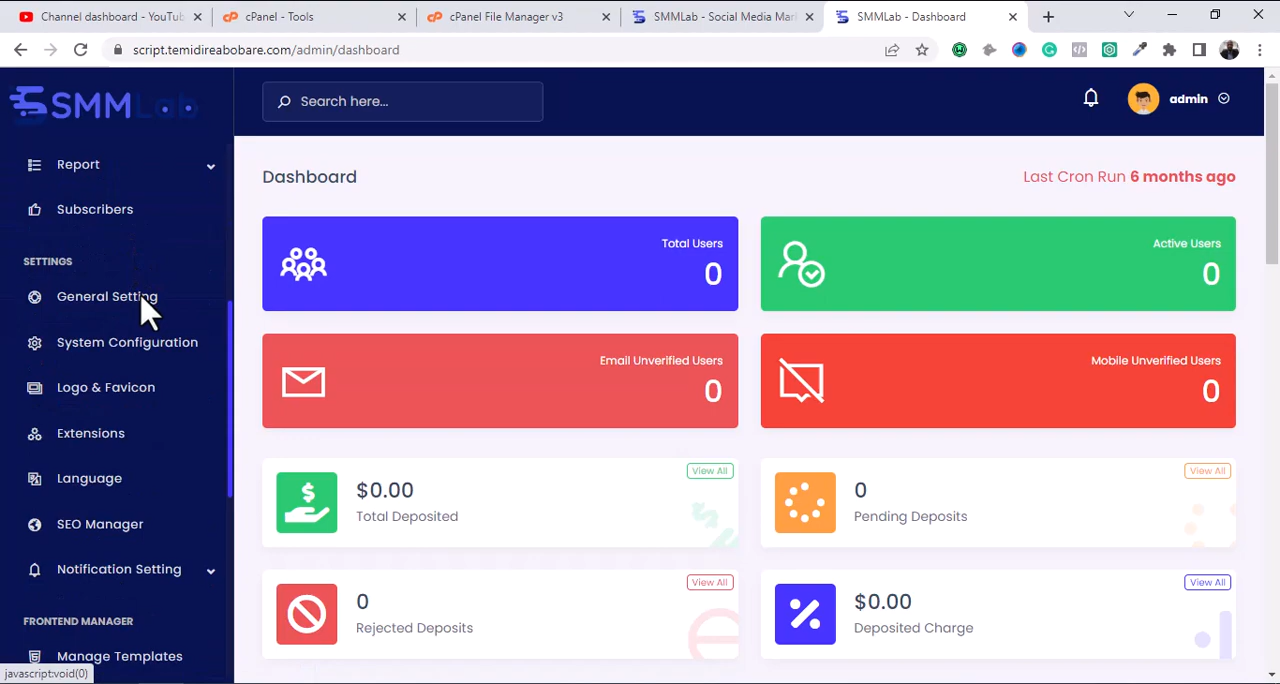 Channel dashboard - YouTub
cPanel - Tools
cPanel File Manager v3
SMMLab - Social Media Mar
SMMLab - Dashboard
script.temidireabobare.com/admin/dashboard
SMMLab
Search here...
admin
Report
Subscribers
SETTINGS
General Setting
System Configuration
Logo & Favicon
Extensions
Language
SEO Manager
Notification Setting
FRONTEND MANAGER
Manage Templates
javascript:void(0)
Dashboard
Last Cron Run 6 months ago
Total Users
0
Active Users
0
Email Unverified Users
0
Mobile Unverified Users
0
View All
$0.00
Total Deposited
View All
0
Pending Deposits
View All
0
Rejected Deposits
View All
$0.00
Deposited Charge